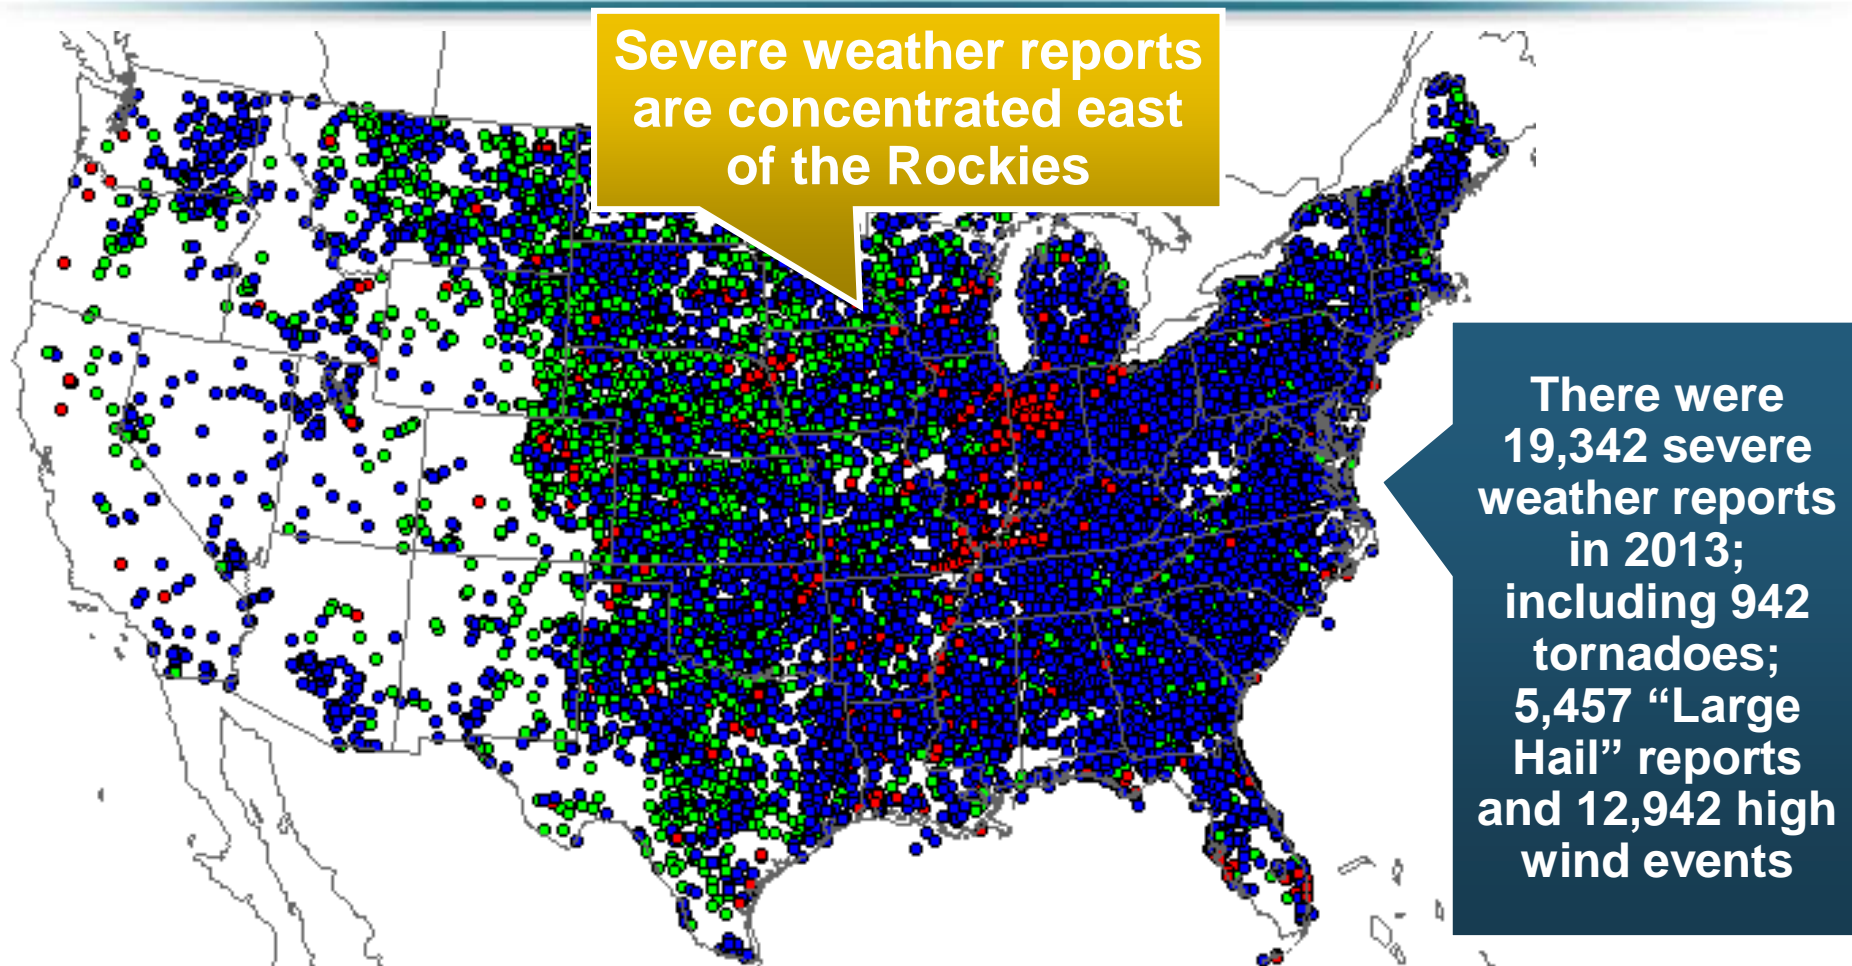 Severe weather reports
are concentrated east
of the Rockies
There were
19,342 severe
weather reports
in 2013;
including 942
tornadoes;
5,457 “Large
Hail” reports
and 12,942 high
wind events